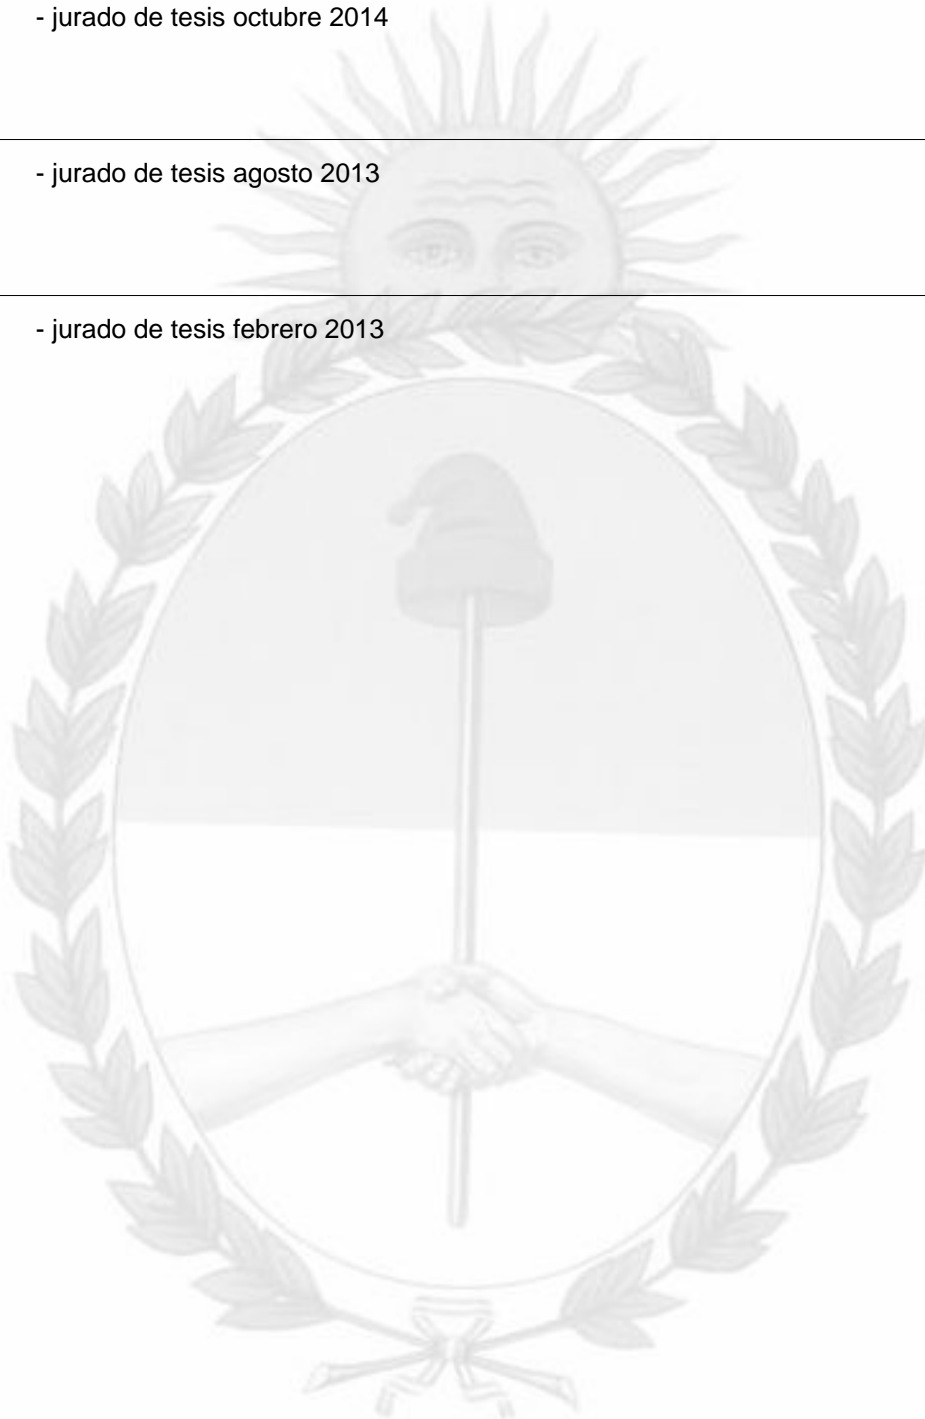 - jurado de tesis octubre 2014
- jurado de tesis agosto 2013
- jurado de tesis febrero 2013